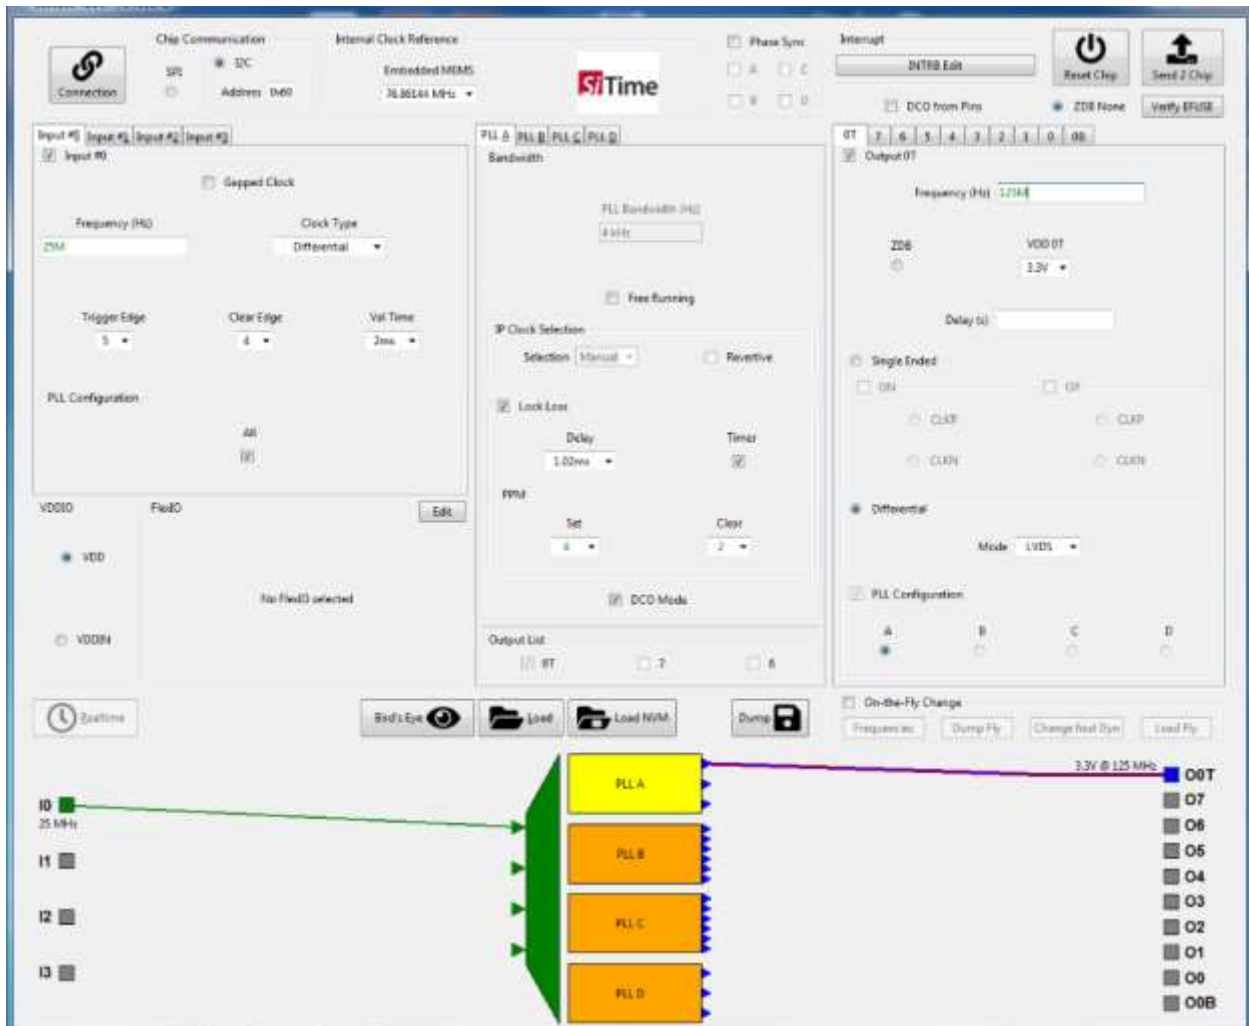 Chip Communication
Internal Clock Reference
Phase Sync
Interrupt
SPI
I2C
Address 0x69
Connection
Embedded MEMS
76.86144 MHz
SiTime
A
C
B
D
INTRB Edit
DCO from Pins
ZDB None
Reset Chip
Send 2 Chip
Verify EFUSE
Input #0 Input #1 Input #2 Input #3
Input #0
Gapped Clock
Frequency (Hz)
Clock Type
25M
Differential
Trigger Edge
Clear Edge
Val Time
5
4
2ms
PLL Configuration
All
VDDIO
FlexIO
Edit
VDD
VDDIN
No FlexIO selected
PLL A PLL B PLL C PLL D
Bandwidth
PLL Bandwidth (Hz)
4 kHz
Free Running
IP Clock Selection
Selection Manual
Revertive
Lock Loss
Delay
Timer
1.02ms
PPM
Set
Clear
4
2
DCO Mode
Output List
0T
7
6
0T 7 6 5 4 3 2 1 0 0B
Output 0T
Frequency (Hz) 125M
ZDB
VDD 0T
3.3V
Delay (s)
Single Ended
ON
OP
CLKP
CLKP
CLKN
CLKN
Differential
Mode LVDS
PLL Configuration
A
B
C
D
Realtime
Bird's Eye
Load
Load NVM
Dump
On-the-Fly Change
Frequencies
Dump Fly
Load Fly
I0
25 MHz
I1
I2
I3
PLL A
PLL B
PLL C
PLL D
3.3V @ 125 MHz
O0T
O7
O6
O5
O4
O3
O2
O1
O0
O0B